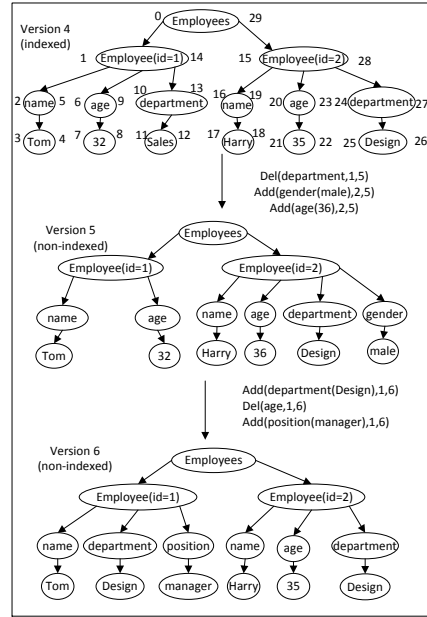 Version 4
(indexed)
0 Employees 29
1 Employee(id=1) 14
15 Employee(id=2) 28
2 name 5 6 age 9 10 department 13
16 name 19 20 age 23 24 department 27
3 Tom 4 7 32 8 11 Sales 12
17 Harry 18 21 35 22 25 Design 26
Del(department,1,5)
Add(gender(male),2,5)
Add(age(36),2,5)
Version 5
(non-indexed)
Employees
Employee(id=1) Employee(id=2)
name age name age department gender
Tom 32 Harry 36 Design male
Add(department(Design),1,6)
Del(age,1,6)
Add(position(manager),1,6)
Version 6
(non-indexed)
Employees
Employee(id=1) Employee(id=2)
name department position name age department
Tom Design manager Harry 35 Design